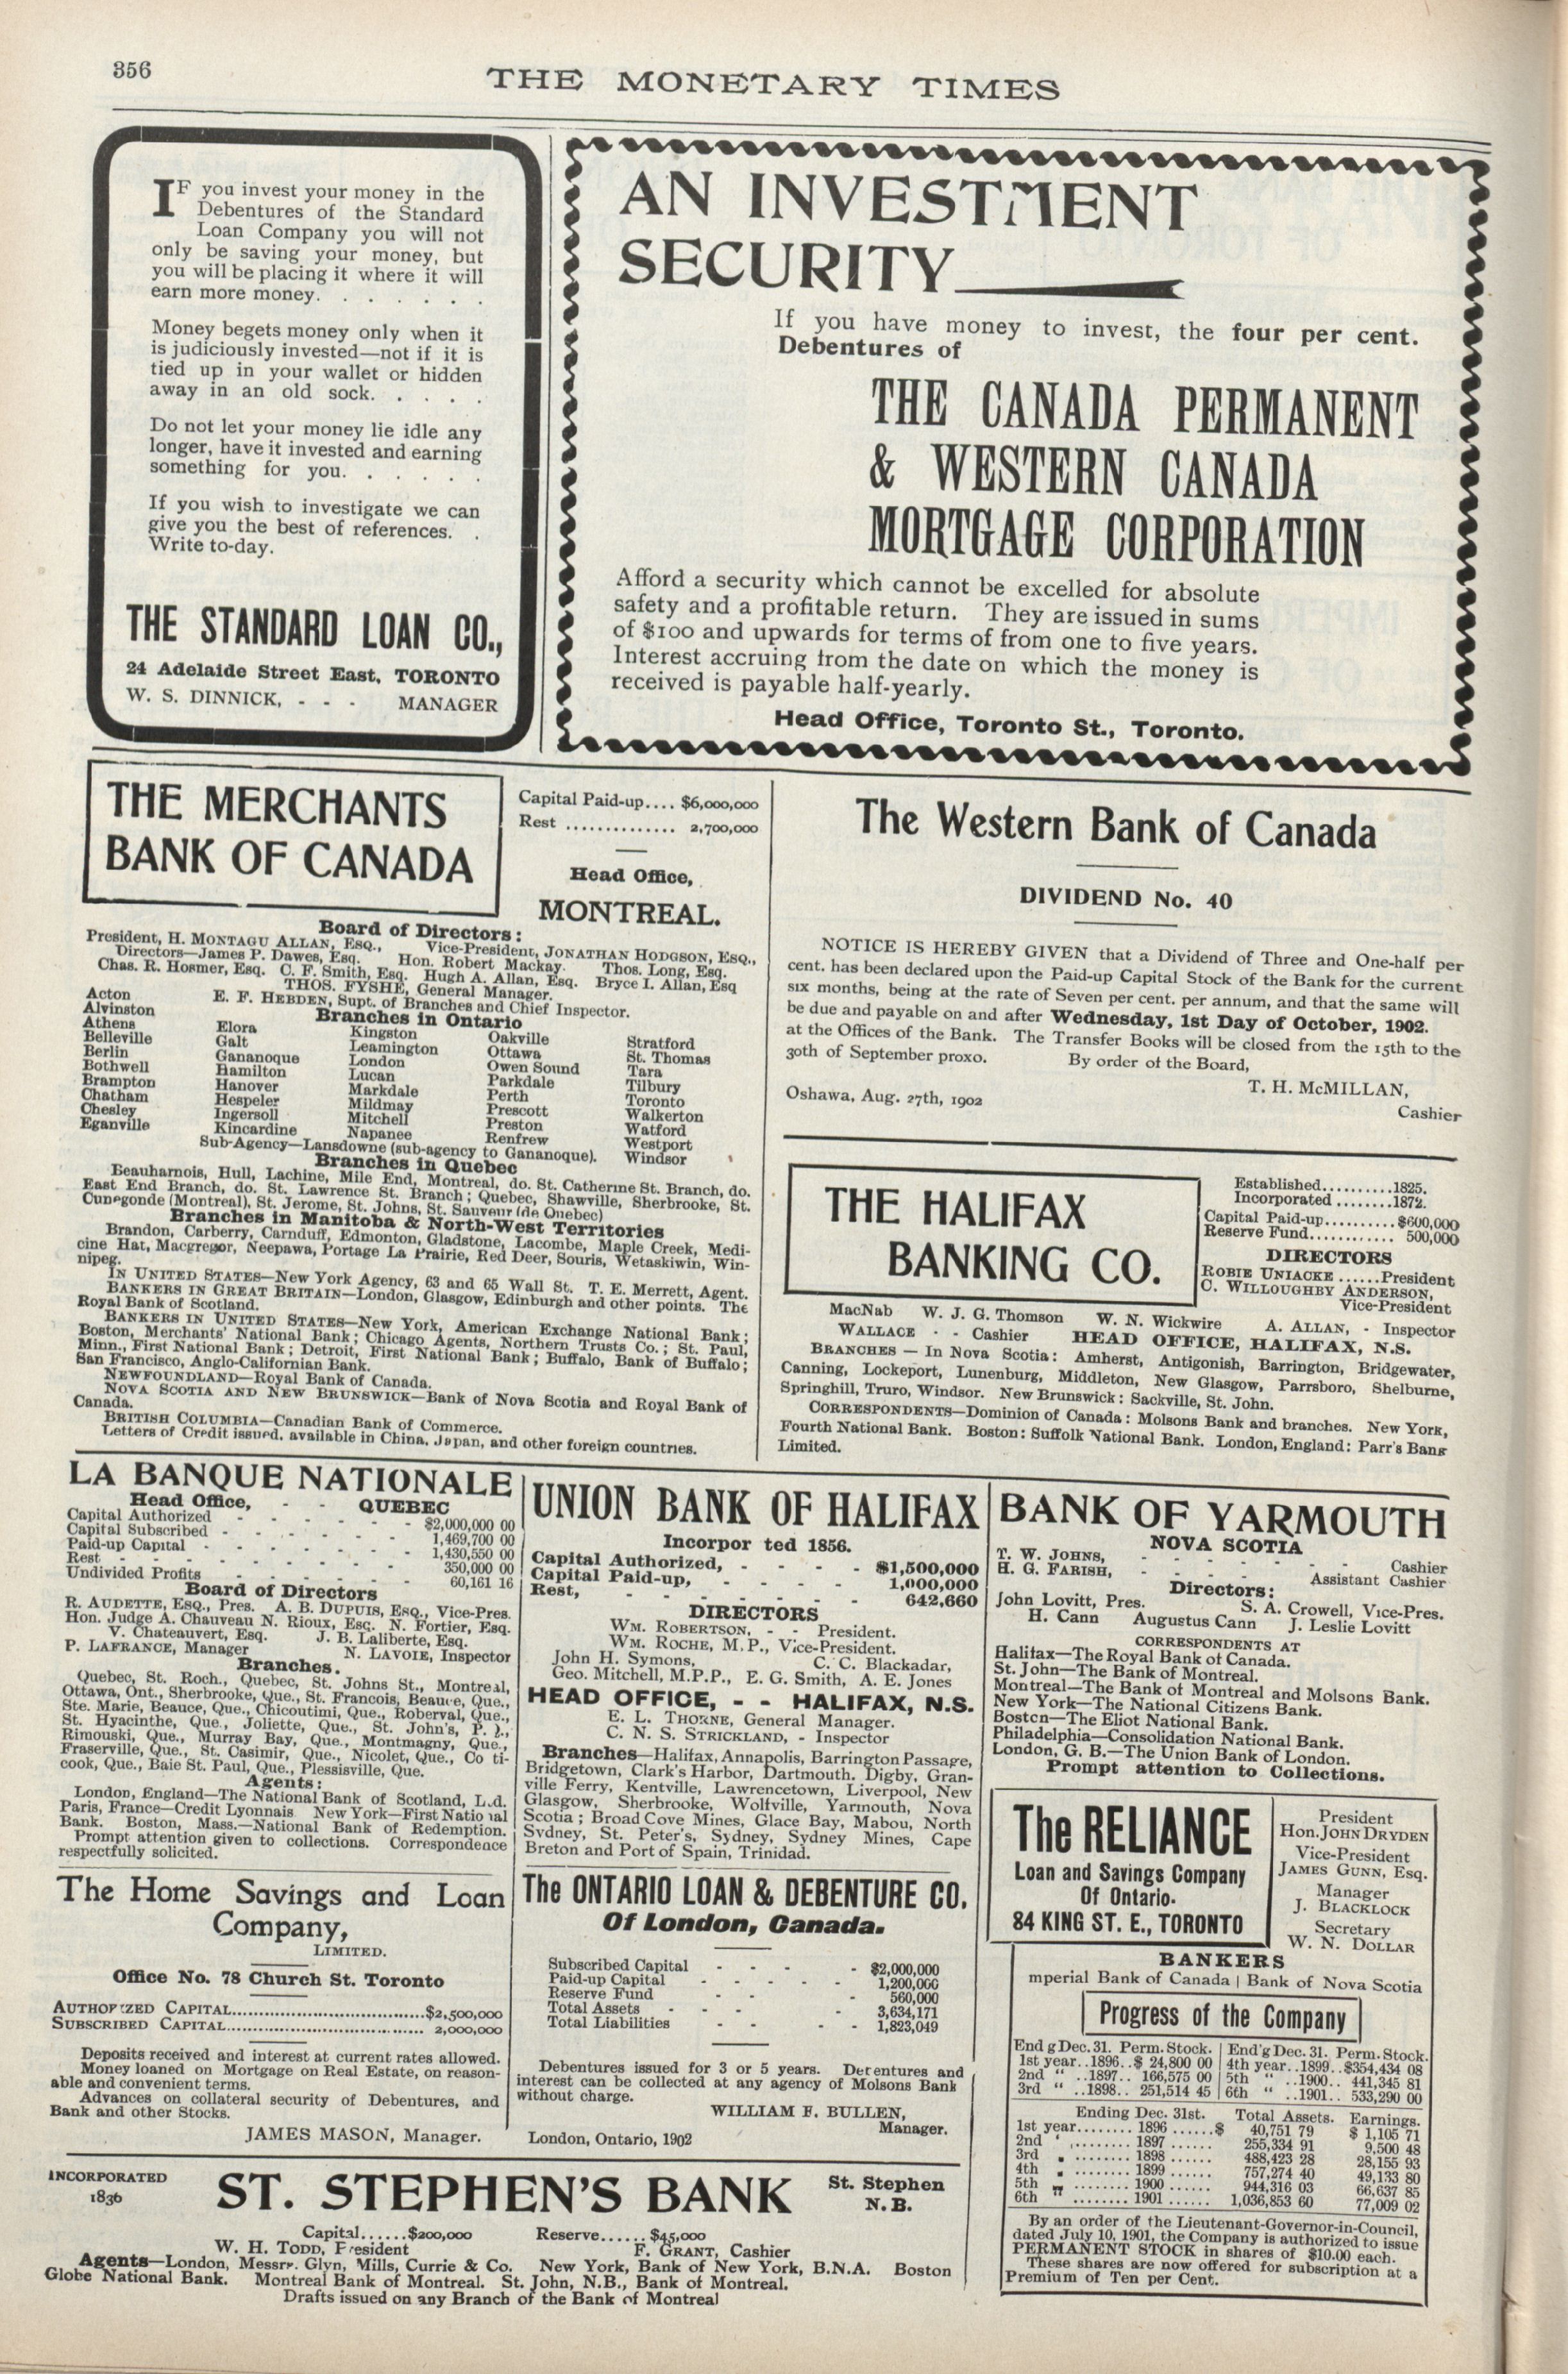 356
THE MONETARY TIMES
IF you invest your money in the
Debentures of the Standard
Loan Company you will not
only be saving your money, but
you will be placing it where it will
earn more money. . . . . . .
Money begets money only when it
is judiciously invested—not if it is
tied up in your wallet or hidden
away in an old sock. . . . . .
Do not let your money lie idle any
longer, have it invested and earning
something for you. . . . . . .
If you wish to investigate we can
give you the best of references. .
Write to-day.
THE STANDARD LOAN CO.,
24 Adelaide Street East, TORONTO
W. S. DINNICK, - - - MANAGER
AN INVESTMENT
SECURITY
If you have money to invest, the four per cent.
Debentures of
THE CANADA PERMANENT
& WESTERN CANADA
MORTGAGE CORPORATION
Afford a security which cannot be excelled for absolute
safety and a profitable return. They are issued in sums
of $100 and upwards for terms of from one to five years.
Interest accruing from the date on which the money is
received is payable half-yearly.
Head Office, Toronto St., Toronto.
THE MERCHANTS
BANK OF CANADA
Capital Paid-up.... $6,000,000
Rest .............. 2,700,000
Head Office,
MONTREAL.
Board of Directors:
President, H. MONTAGU ALLAN, ESQ., Vice-President, JONATHAN HODGSON, ESQ.,
Directors—James P. Dawes, Esq. Hon. Robert Mackay. Thos. Long, Esq.
Chas. R. Hosmer, Esq. C. F. Smith, Esq. Hugh A. Allan, Esq. Bryce I. Allan, Esq
THOS. FYSHE, General Manager.
E. F. HEBDEN, Supt. of Branches and Chief Inspector.
Branches in Ontario
Acton
Alvinston
Athens
Belleville
Berlin
Bothwell
Brampton
Chatham
Chesley
Eganville
Elora
Galt
Gananoque
Hamilton
Hanover
Hespeler
Ingersoll
Kincardine
Kingston
Leamington
London
Lucan
Markdale
Mildmay
Mitchell
Napanee
Oakville
Ottawa
Owen Sound
Parkdale
Perth
Prescott
Preston
Renfrew
Stratford
St. Thomas
Tara
Tilbury
Toronto
Walkerton
Watford
Westport
Windsor
Sub-Agency—Lansdowne (sub-agency to Gananoque).
Branches in Quebec
Beauharnois, Hull, Lachine, Mile End, Montreal, do. St. Catherine St. Branch, do.
East End Branch, do. St. Lawrence St. Branch; Quebec, Shawville, Sherbrooke, St.
Cunegonde (Montreal), St. Jerome, St. Johns, St. Sauveur (de Quebec)
Branches in Manitoba & North-West Territories
Brandon, Carberry, Carnduff, Edmonton, Gladstone, Lacombe, Maple Creek, Medi-
cine Hat, Macgregor, Neepawa, Portage La Prairie, Red Deer, Souris, Wetaskiwin, Win-
nipeg.
IN UNITED STATES—New York Agency, 63 and 65 Wall St. T. E. Merrett, Agent.
BANKERS IN GREAT BRITAIN—London, Glasgow, Edinburgh and other points. The
Royal Bank of Scotland.
BANKERS IN UNITED STATES—New York, American Exchange National Bank;
Boston, Merchants' National Bank; Chicago Agents, Northern Trusts Co.; St. Paul,
Minn., First National Bank; Detroit, First National Bank; Buffalo, Bank of Buffalo;
San Francisco, Anglo-Californian Bank.
NEWFOUNDLAND—Royal Bank of Canada.
NOVA SCOTIA AND NEW BRUNSWICK—Bank of Nova Scotia and Royal Bank of
Canada.
BRITISH COLUMBIA—Canadian Bank of Commerce.
Letters of Credit issued, available in China, Japan, and other foreign countries.
The Western Bank of Canada
DIVIDEND No. 40
NOTICE IS HEREBY GIVEN that a Dividend of Three and One-half per
cent. has been declared upon the Paid-up Capital Stock of the Bank for the current
six months, being at the rate of Seven per cent. per annum, and that the same will
be due and payable on and after Wednesday, 1st Day of October, 1902.
at the Offices of the Bank. The Transfer Books will be closed from the 15th to the
30th of September proxo. By order of the Board,
T. H. McMILLAN,
Oshawa, Aug. 27th, 1902
Cashier
THE HALIFAX
BANKING CO.
Established..........1825.
Incorporated ........1872.
Capital Paid-up..........$600,000
Reserve Fund............ 500,000
DIRECTORS
ROBIE UNIACKE ......President
C. WILLOUGHBY ANDERSON,
Vice-President
MacNab W. J. G. Thomson W. N. Wickwire A. ALLAN, - Inspector
WALLACE - - Cashier HEAD OFFICE, HALIFAX, N.S.
BRANCHES — In Nova Scotia: Amherst, Antigonish, Barrington, Bridgewater,
Canning, Lockeport, Lunenburg, Middleton, New Glasgow, Parrsboro, Shelburne,
Springhill, Truro, Windsor. New Brunswick: Sackville, St. John.
CORRESPONDENTS—Dominion of Canada: Molsons Bank and branches. New York,
Fourth National Bank. Boston: Suffolk National Bank. London, England: Parr's Bank
Limited.
LA BANQUE NATIONALE
Head Office, - - QUEBEC
Capital Authorized - - - - - $2,000,000 00
Capital Subscribed - - - - - 1,469,700 00
Paid-up Capital - - - - - 1,430,550 00
Rest - - - - - 350,000 00
Undivided Profits - - - - - 60,161 16
Board of Directors
R. AUDETTE, ESQ., Pres. A. B. DUPUIS, ESQ., Vice-Pres.
Hon. Judge A. Chauveau N. Rioux, Esq. N. Fortier, Esq.
V. Chateauvert, Esq. J. B. Laliberte, Esq.
P. LAFRANCE, Manager N. LAVOIE, Inspector
Branches.
Quebec, St. Roch., Quebec, St. Johns St., Montreal,
Ottawa, Ont., Sherbrooke, Que., St. Francois, Beauce, Que.,
Ste. Marie, Beauce, Que., Chicoutimi, Que., Roberval, Que.,
St. Hyacinthe, Que., Joliette, Que., St. John's, P. Q.,
Rimouski, Que., Murray Bay, Que., Montmagny, Que.,
Fraserville, Que., St. Casimir, Que., Nicolet, Que., Co ti-
cook, Que., Baie St. Paul, Que., Plessisville, Que.
Agents:
London, England—The National Bank of Scotland, L.d.
Paris, France—Credit Lyonnais New York—First National
Bank. Boston, Mass.—National Bank of Redemption.
Prompt attention given to collections. Correspondence
respectfully solicited.
UNION BANK OF HALIFAX
Incorpor ted 1856.
Capital Authorized, - - - - $1,500,000
Capital Paid-up, - - - - 1,000,000
Rest, - - - - - - 642,660
DIRECTORS
WM. ROBERTSON, - - President.
WM. ROCHE, M.P., Vice-President.
John H. Symons, C. C. Blackadar,
Geo. Mitchell, M.P.P., E. G. Smith, A. E. Jones
HEAD OFFICE, - - HALIFAX, N.S.
E. L. THORNE, General Manager.
C. N. S. STRICKLAND, - Inspector
Branches—Halifax, Annapolis, Barrington Passage,
Bridgetown, Clark's Harbor, Dartmouth, Digby, Gran-
ville Ferry, Kentville, Lawrencetown, Liverpool, New
Glasgow, Sherbrooke, Wolfville, Yarmouth, Nova
Scotia; Broad Cove Mines, Glace Bay, Mabou, North
Sydney, St. Peter's, Sydney, Sydney Mines, Cape
Breton and Port of Spain, Trinidad.
BANK OF YARMOUTH
NOVA SCOTIA
T. W. JOHNS, - - - - - Cashier
H. G. FARISH, - - - - Assistant Cashier
Directors:
John Lovitt, Pres. S. A. Crowell, Vice-Pres.
H. Cann Augustus Cann J. Leslie Lovitt
CORRESPONDENTS AT
Halifax—The Royal Bank of Canada.
St. John—The Bank of Montreal.
Montreal—The Bank of Montreal and Molsons Bank.
New York—The National Citizens Bank.
Boston—The Eliot National Bank.
Philadelphia—Consolidation National Bank.
London, G. B.—The Union Bank of London.
Prompt attention to Collections.
The Home Savings and Loan
Company,
LIMITED.
Office No. 78 Church St. Toronto
AUTHORIZED CAPITAL..................................$2,500,000
SUBSCRIBED CAPITAL.................................. 2,000,000
Deposits received and interest at current rates allowed.
Money loaned on Mortgage on Real Estate, on reason-
able and convenient terms.
Advances on collateral security of Debentures, and
Bank and other Stocks.
JAMES MASON, Manager.
The ONTARIO LOAN & DEBENTURE CO.
Of London, Canada.
Subscribed Capital - - - - $2,000,000
Paid-up Capital - - - - - 1,200,000
Reserve Fund - - - 560,000
Total Assets - - - - 3,634,171
Total Liabilities - - - - 1,823,049
Debentures issued for 3 or 5 years. Debentures and
interest can be collected at any agency of Molsons Bank
without charge.
WILLIAM F. BULLEN,
Manager.
London, Ontario, 1902
The RELIANCE
Loan and Savings Company
Of Ontario.
84 KING ST. E., TORONTO
President
Hon. JOHN DRYDEN
Vice-President
JAMES GUNN, Esq.
Manager
J. BLACKLOCK
Secretary
W. N. DOLLAR
BANKERS
mperial Bank of Canada | Bank of Nova Scotia
Progress of the Company
End g Dec. 31. Perm. Stock. End'g Dec. 31. Perm. Stock.
1st year..1896..$ 24,800 00 4th year..1899..$354,434 08
2nd " ..1897.. 166,575 00 5th " ..1900.. 441,345 81
3rd " ..1898.. 251,514 45 6th " ..1901.. 533,290 00
Ending Dec. 31st. Total Assets. Earnings.
1st year........ 1896 ......$ 40,751 79 $ 1,105 71
2nd ' ......... 1897 ...... 255,334 91 9,500 48
3rd " ........ 1898 ...... 488,423 28 28,155 93
4th " ........ 1899 ...... 757,274 40 49,133 80
5th " ........ 1900 ...... 944,316 03 66,637 85
6th " ........ 1901 ...... 1,036,853 60 77,009 02
By an order of the Lieutenant-Governor-in-Council,
dated July 10, 1901, the Company is authorized to issue
PERMANENT STOCK in shares of $10.00 each.
These shares are now offered for subscription at a
Premium of Ten per Cent.
INCORPORATED
1836
ST. STEPHEN'S BANK
St. Stephen
N. B.
Capital......$200,000 Reserve......$45,000
W. H. TODD, President F. GRANT, Cashier
Agents—London, Messrs. Glyn, Mills, Currie & Co. New York, Bank of New York, B.N.A. Boston
Globe National Bank. Montreal Bank of Montreal. St. John, N.B., Bank of Montreal.
Drafts issued on any Branch of the Bank of Montreal